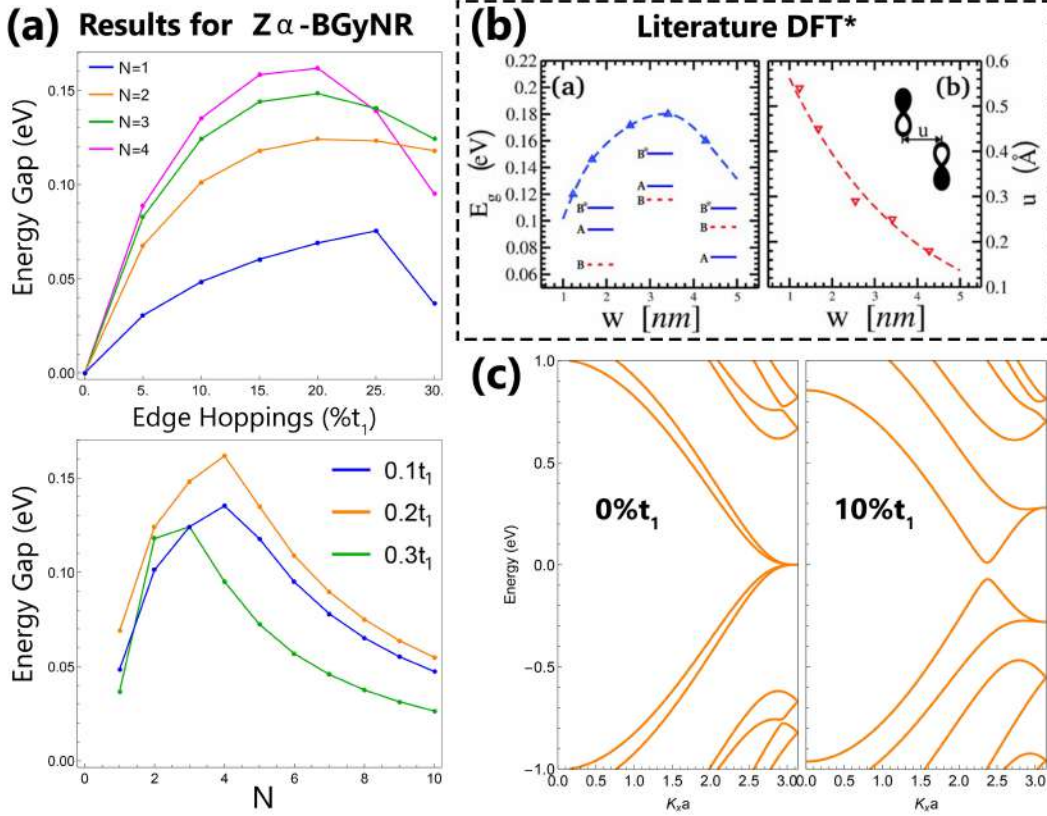 (a) Results for Zα-BGyNR
N=1
N=2
N=3
N=4
Energy Gap (eV)
0.15
0.10
0.05
0.00
0. 5. 10. 15. 20. 25. 30.
Edge Hoppings (%t₁)
0.1t₁
0.2t₁
0.3t₁
Energy Gap (eV)
0.15
0.10
0.05
0.00
0 2 4 6 8 10
N
(b) Literature DFT*
(a)
E_g (eV)
0.22
0.2
0.18
0.16
0.14
0.12
0.1
0.08
0.06
B*
A
B
B*
A
B
B*
B
A
1 2 3 4 5
W [nm]
(b)
u
0.6
0.5
0.4
0.3
0.2
0.1
u (Å)
1 2 3 4 5
W [nm]
(c)
Energy (eV)
1.0
0.5
0.0
−0.5
−1.0
0%t₁
0.0 0.5 1.0 1.5 2.0 2.5 3.0
Kₓa
10%t₁
0.0 0.5 1.0 1.5 2.0 2.5 3.0
Kₓa